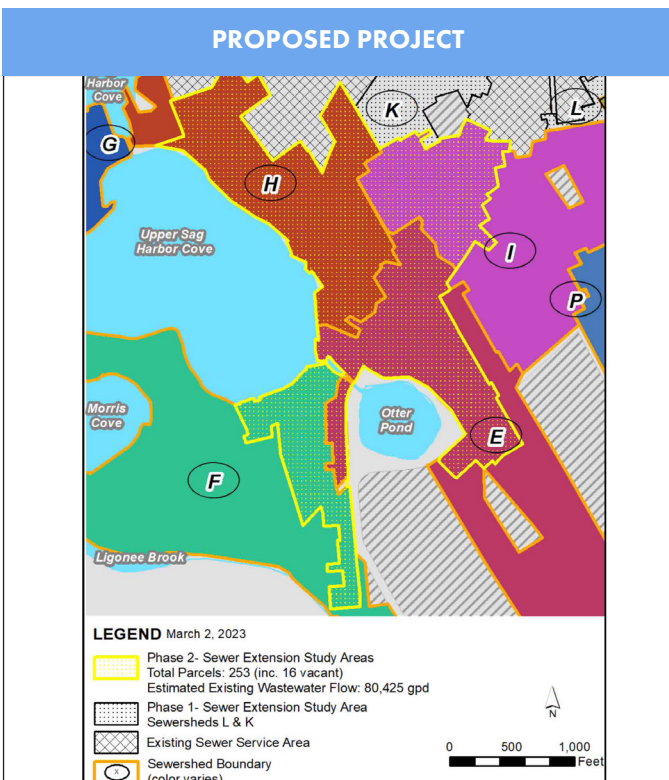 PROPOSED PROJECT
Harbor
Cove
K
L
G
H
Upper Sag
Harbor Cove
I
P
Morris
Cove
Otter
Pond
E
F
Ligonee Brook
LEGEND March 2, 2023
Phase 2- Sewer Extension Study Areas
Total Parcels: 253 (inc. 16 vacant)
Estimated Existing Wastewater Flow: 80,425 gpd
Phase 1- Sewer Extension Study Area
Sewersheds L & K
N
Existing Sewer Service Area
0 500 1,000
Feet
X
Sewershed Boundary
(color varies)